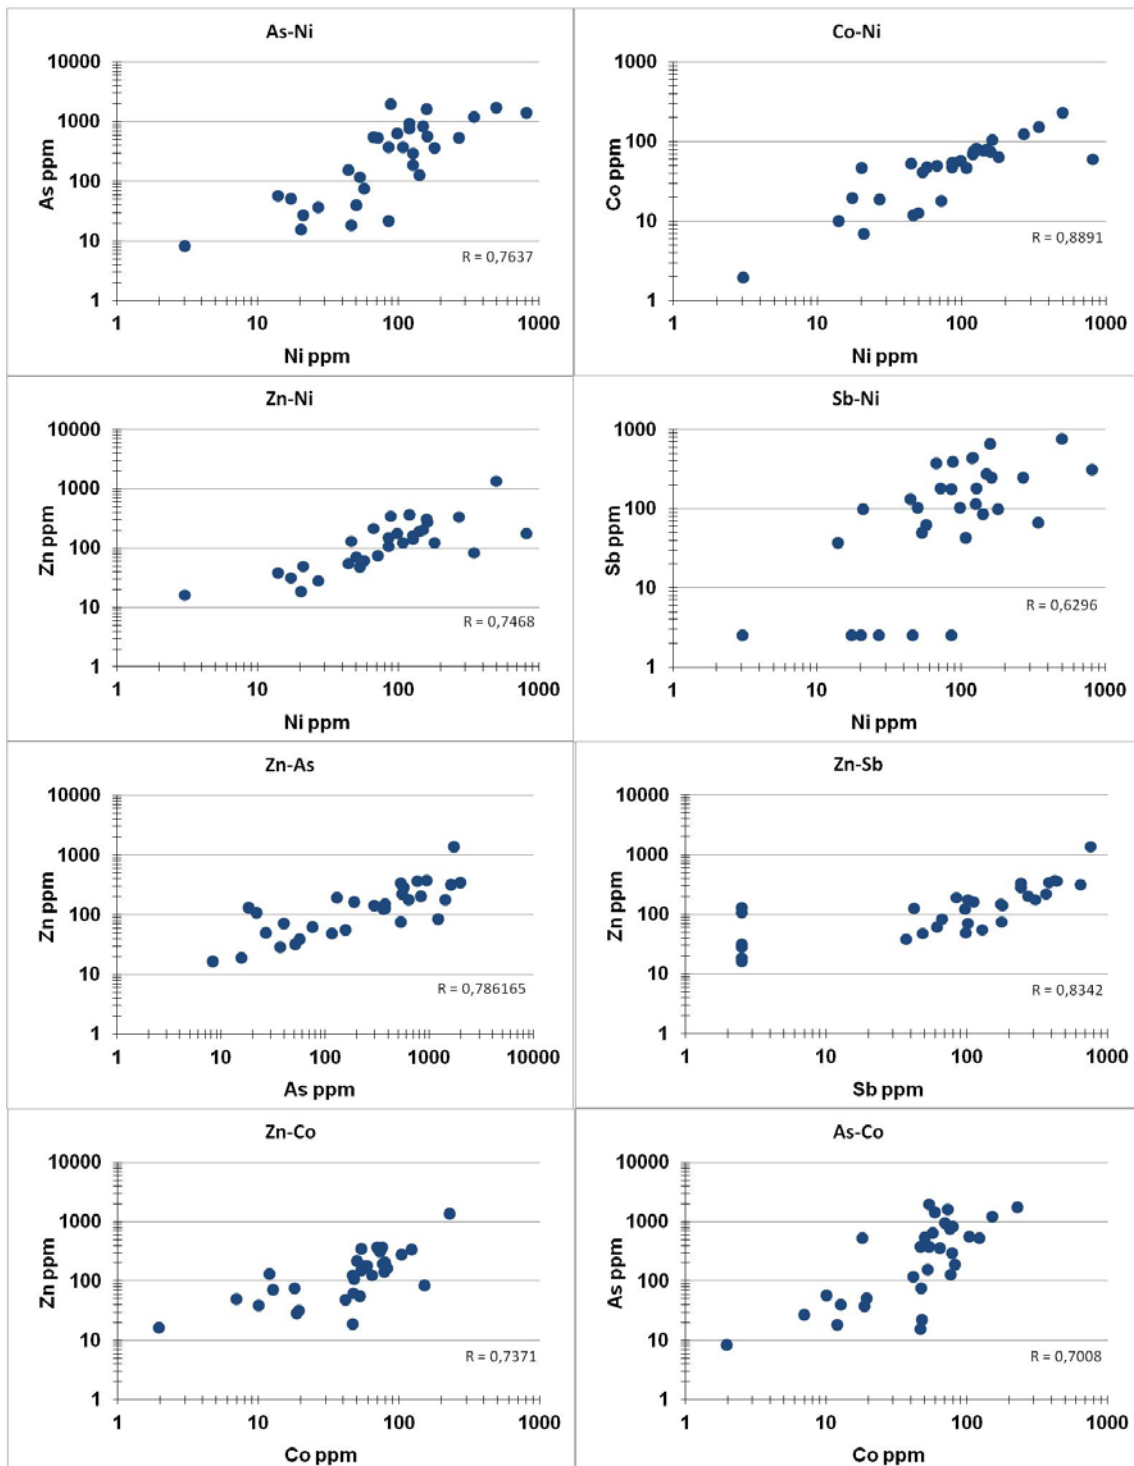 As-Ni
10000
1000
100
10
1
As ppm
R = 0,7637
1 10 100 1000
Ni ppm
Co-Ni
1000
100
10
1
Co ppm
R = 0,8891
1 10 100 1000
Ni ppm
Zn-Ni
10000
1000
100
10
1
Zn ppm
R = 0,7468
1 10 100 1000
Ni ppm
Sb-Ni
1000
100
10
1
Sb ppm
R = 0,6296
1 10 100 1000
Ni ppm
Zn-As
10000
1000
100
10
1
Zn ppm
R = 0,786165
1 10 100 1000 10000
As ppm
Zn-Sb
10000
1000
100
10
1
Zn ppm
R = 0,8342
1 10 100 1000
Sb ppm
Zn-Co
10000
1000
100
10
1
Zn ppm
R = 0,7371
1 10 100 1000
Co ppm
As-Co
10000
1000
100
10
1
As ppm
R = 0,7008
1 10 100 1000
Co ppm